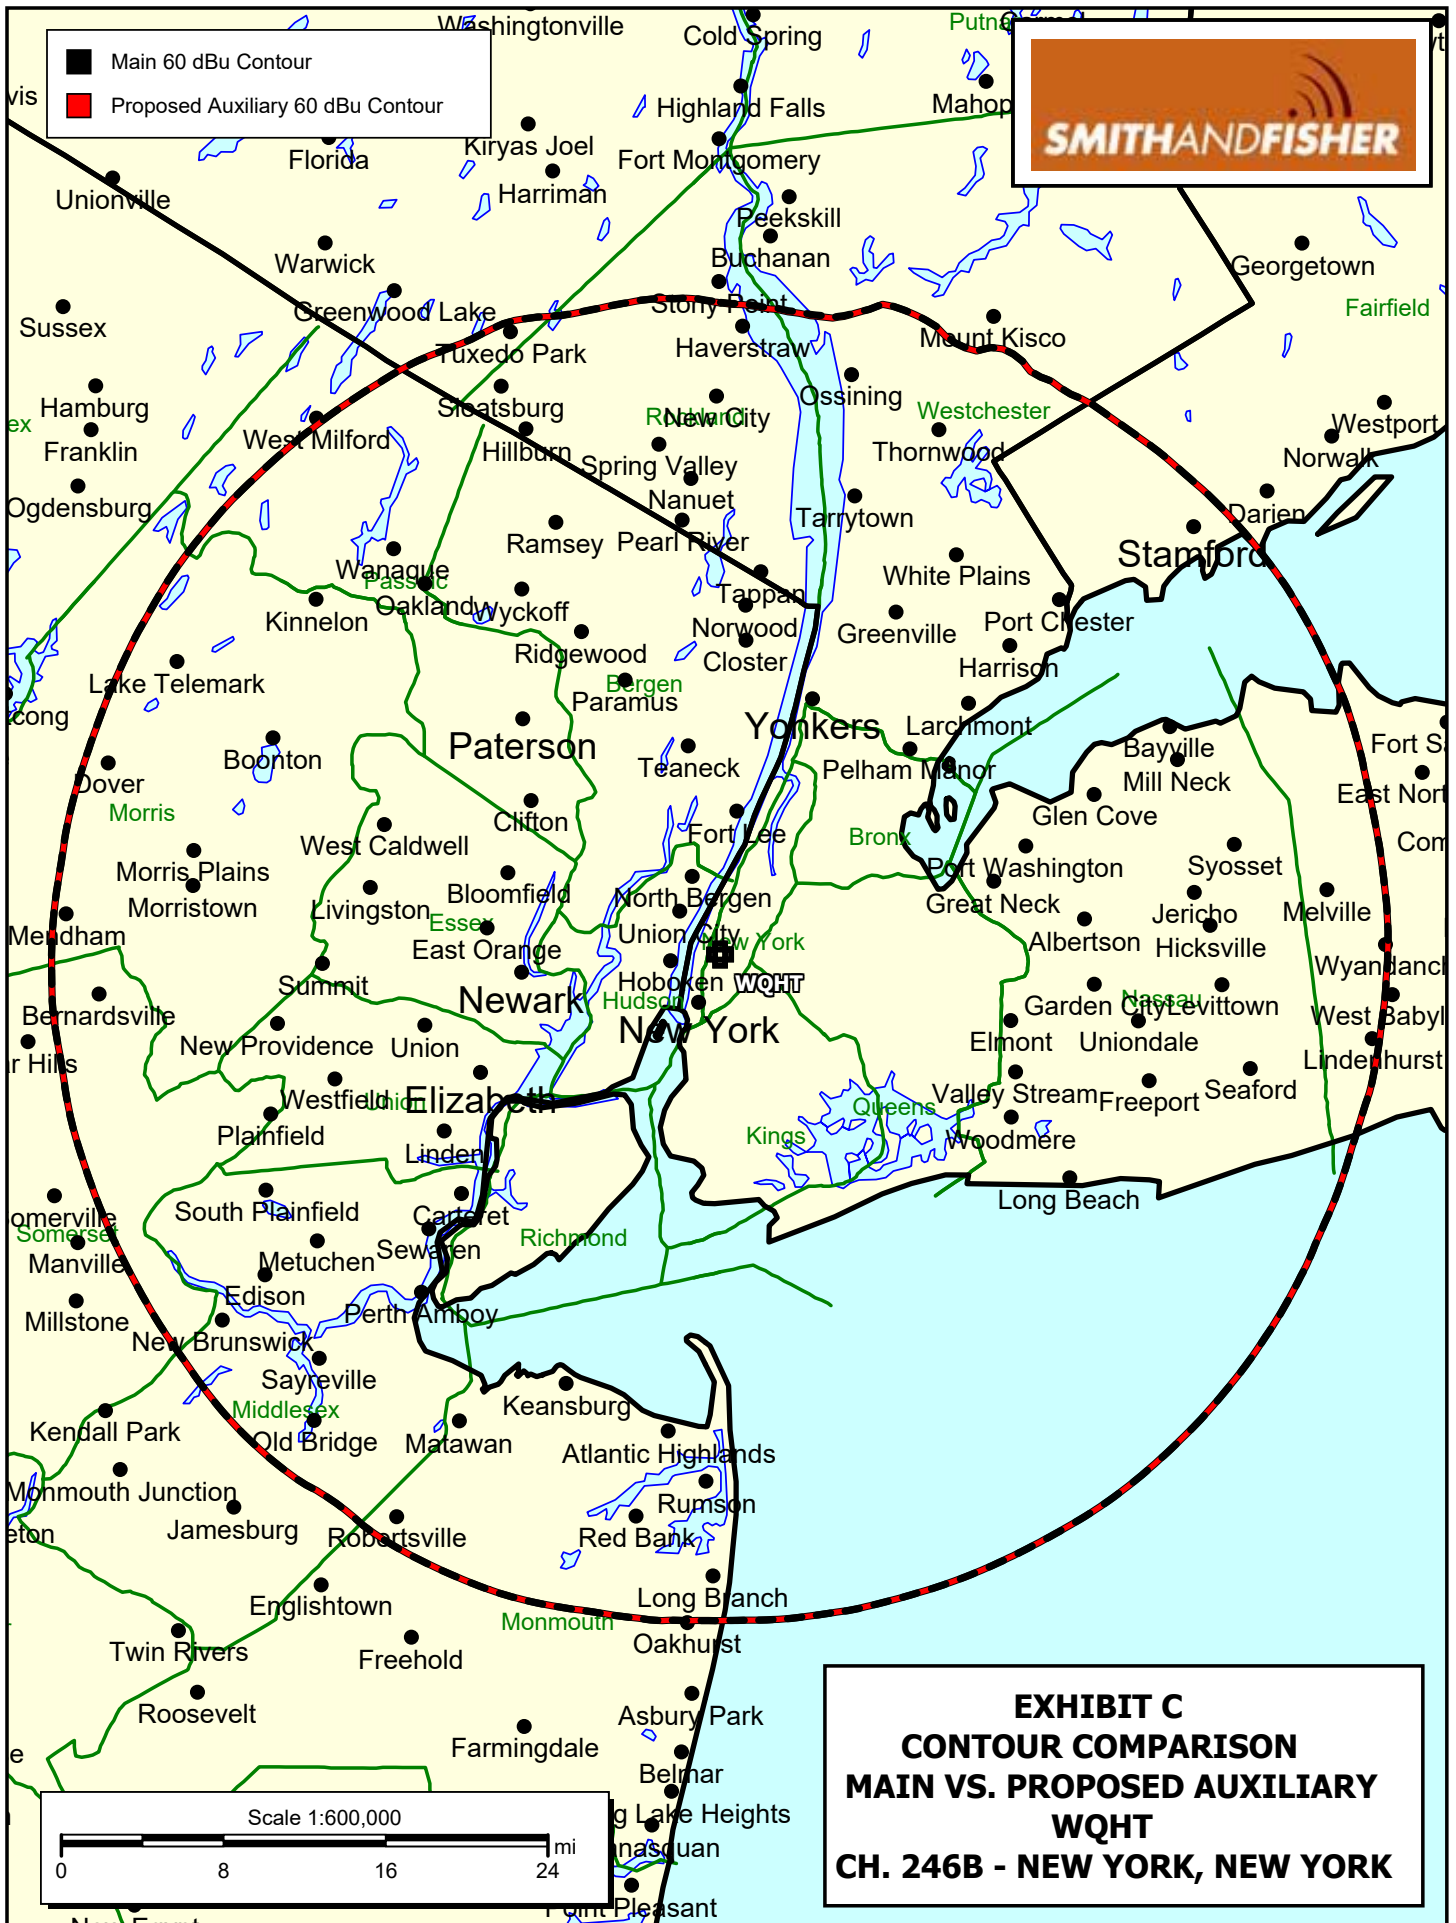 Washingtonville
Cold Spring
Main 60 dBu Contour
Proposed Auxiliary 60 dBu Contour
SMITHANDFISHER
Highland Falls
Florida
Kiryas Joel
Fort Montgomery
Harriman
Unionville
Peekskill
Buchanan
Warwick
Georgetown
Greenwood Lake
Stony Point
Fairfield
Sussex
Tuxedo Park
Haverstraw
Mount Kisco
Hamburg
Sloatsburg
Ossining
Rockland
New City
Westchester
Westport
West Milford
Franklin
Hillburn
Thornwood
Norwalk
Spring Valley
Nanuet
Ogdensburg
Darien
Tarrytown
Ramsey
Pearl River
Stamford
Wanaque
Passaic
White Plains
Oakland
Wyckoff
Tappan
Kinnelon
Norwood
Greenville
Port Chester
Ridgewood
Closter
Harrison
Lake Telemark
Bergen
Paramus
Yonkers
Larchmont
Paterson
Boonton
Teaneck
Pelham Manor
Bayville
Mill Neck
Dover
Morris
Clifton
Fort Lee
Bronx
Glen Cove
West Caldwell
Port Washington
Syosset
Morris Plains
Bloomfield
North Bergen
Great Neck
Morristown
Livingston
Essex
Jericho
Melville
Mendham
East Orange
Union City
New York
Albertson
Hicksville
Summit
Hoboken
WQHT
Newark
Hudson
Garden City
Nassau
Levittown
Bernardsville
New York
New Providence
Union
Elmont
Uniondale
Lindenhurst
Westfield
Union
Elizabeth
Valley Stream
Freeport
Seaford
Queens
Plainfield
Kings
Woodmere
Linden
Long Beach
South Plainfield
Carteret
Somerset
Richmond
Sewaren
Manville
Metuchen
Edison
Millstone
Perth Amboy
New Brunswick
Sayreville
Middlesex
Keansburg
Kendall Park
Old Bridge
Matawan
Atlantic Highlands
Monmouth Junction
Rumson
Jamesburg
Robertsville
Red Bank
Englishtown
Long Branch
Monmouth
Oakhurst
Twin Rivers
Freehold
Roosevelt
Asbury Park
Farmingdale
Belmar
g Lake Heights
nasquan
Point Pleasant
Scale 1:600,000
mi
0 8 16 24
EXHIBIT C
CONTOUR COMPARISON
MAIN VS. PROPOSED AUXILIARY
WQHT
CH. 246B - NEW YORK, NEW YORK